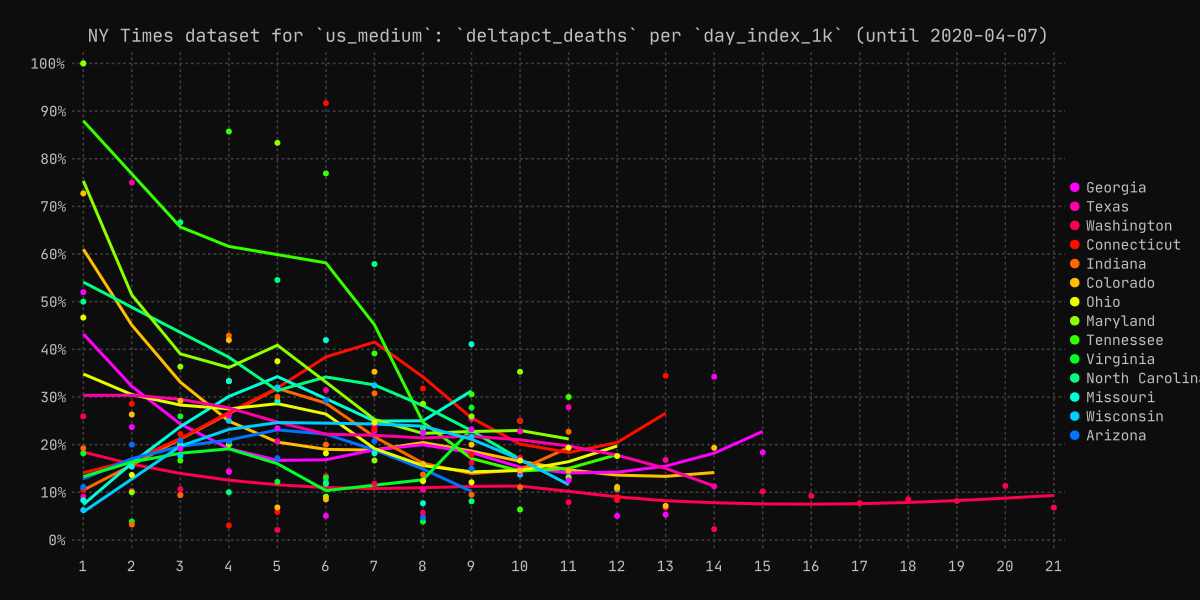 NY Times dataset for `us_medium`: `deltapct_deaths` per `day_index_1k` (until 2020-04-07)
100%
90%
80%
70%
60%
50%
40%
30%
20%
10%
0%
1 2 3 4 5 6 7 8 9 10 11 12 13 14 15 16 17 18 19 20 21
Georgia
Texas
Washington
Connecticut
Indiana
Colorado
Ohio
Maryland
Tennessee
Virginia
North Carolina
Missouri
Wisconsin
Arizona